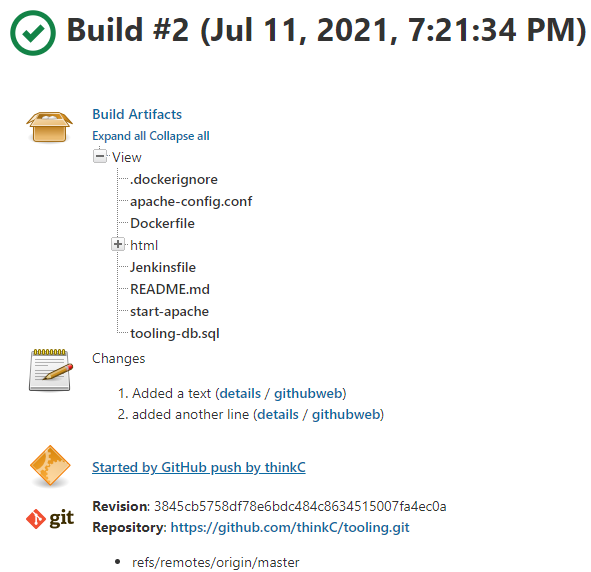 Build #2 (Jul 11, 2021, 7:21:34 PM)
Build Artifacts
Expand all Collapse all
View
.dockerignore
apache-config.conf
Dockerfile
html
Jenkinsfile
README.md
start-apache
tooling-db.sql
Changes
1. Added a text (details / githubweb)
2. added another line (details / githubweb)
Started by GitHub push by thinkC
git
Revision: 3845cb5758df78e6bdc484c8634515007fa4ec0a
Repository: https://github.com/thinkC/tooling.git
• refs/remotes/origin/master